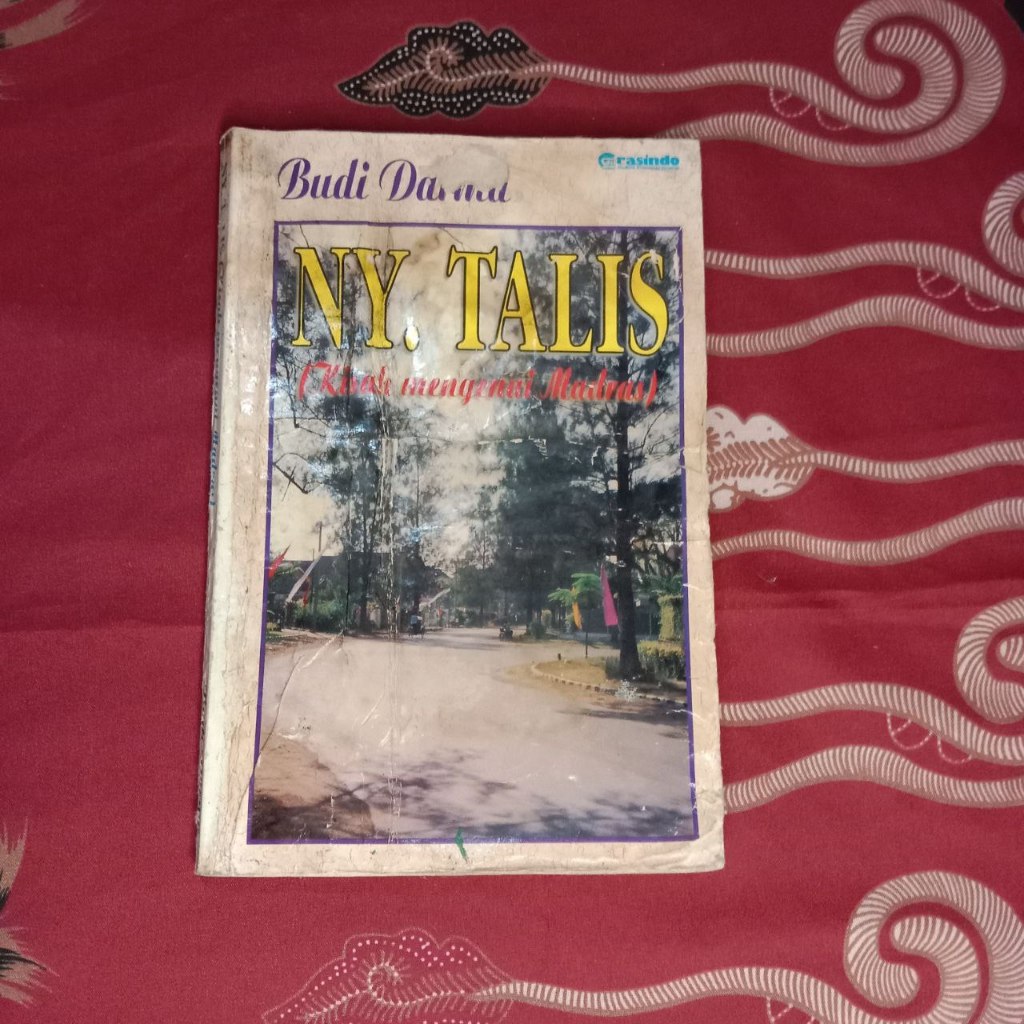 Budi Darma
Grasindo
NY. TALIS
(Kisah mengenai Madras)